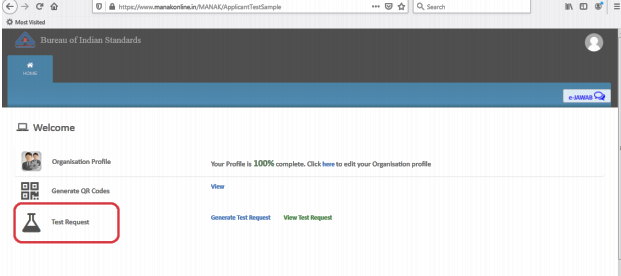 https://www.manakonline.in/MANAK/ApplicantTestSample
Search
Most Visited
Bureau of Indian Standards
HOME
e-JAWAB
Welcome
Organisation Profile
Your Profile is 100% complete. Click here to edit your Organisation profile
Generate QR Codes
View
Test Request
Generate Test Request View Test Request